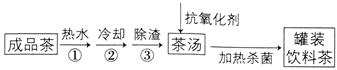 抗氧化剂
成品茶 热水 ① 冷却 ② 除渣 ③ 茶汤 加热杀菌 罐装
饮料茶